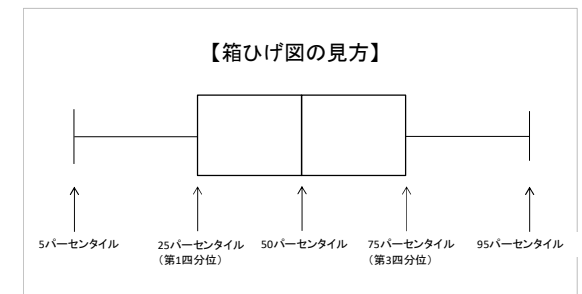 【箱ひげ図の見方】
5パーセンタイル
25パーセンタイル
（第1四分位）
50パーセンタイル
75パーセンタイル
（第3四分位）
95パーセンタイル